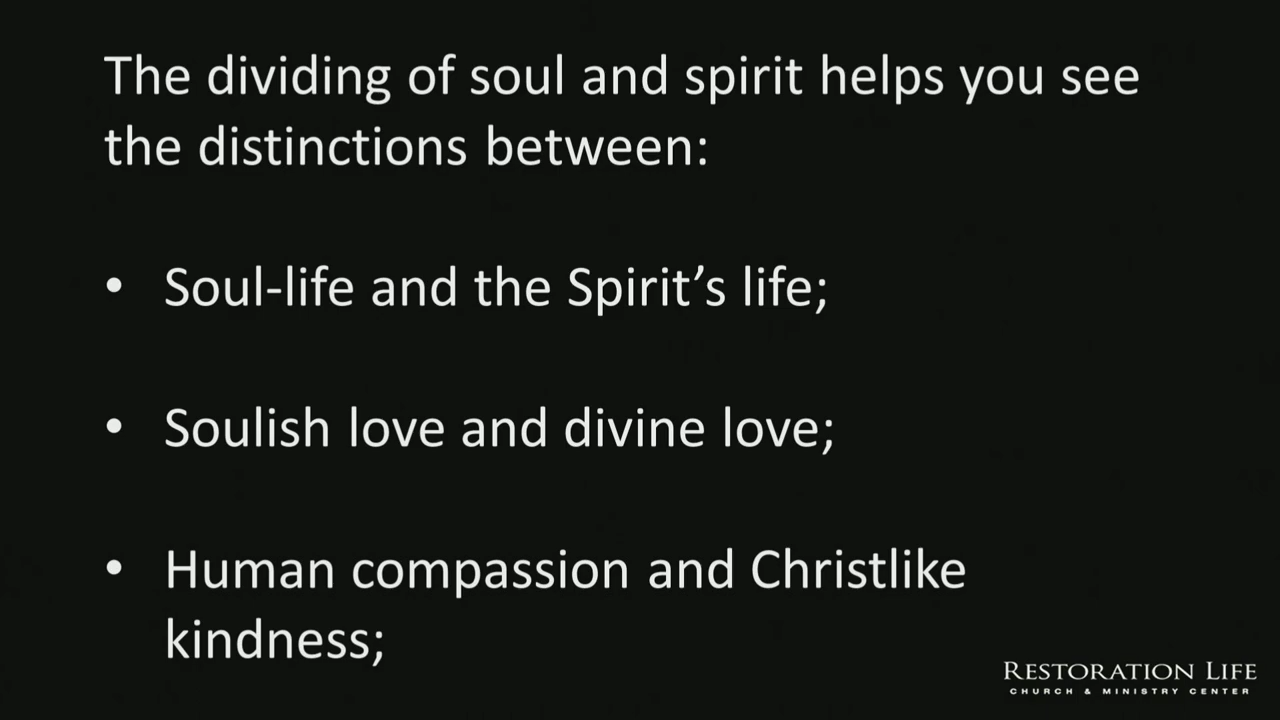 The dividing of soul and spirit helps you see
the distinctions between:
• Soul-life and the Spirit’s life;
• Soulish love and divine love;
• Human compassion and Christlike
kindness;
RESTORATION LIFE
CHURCH & MINISTRY CENTER